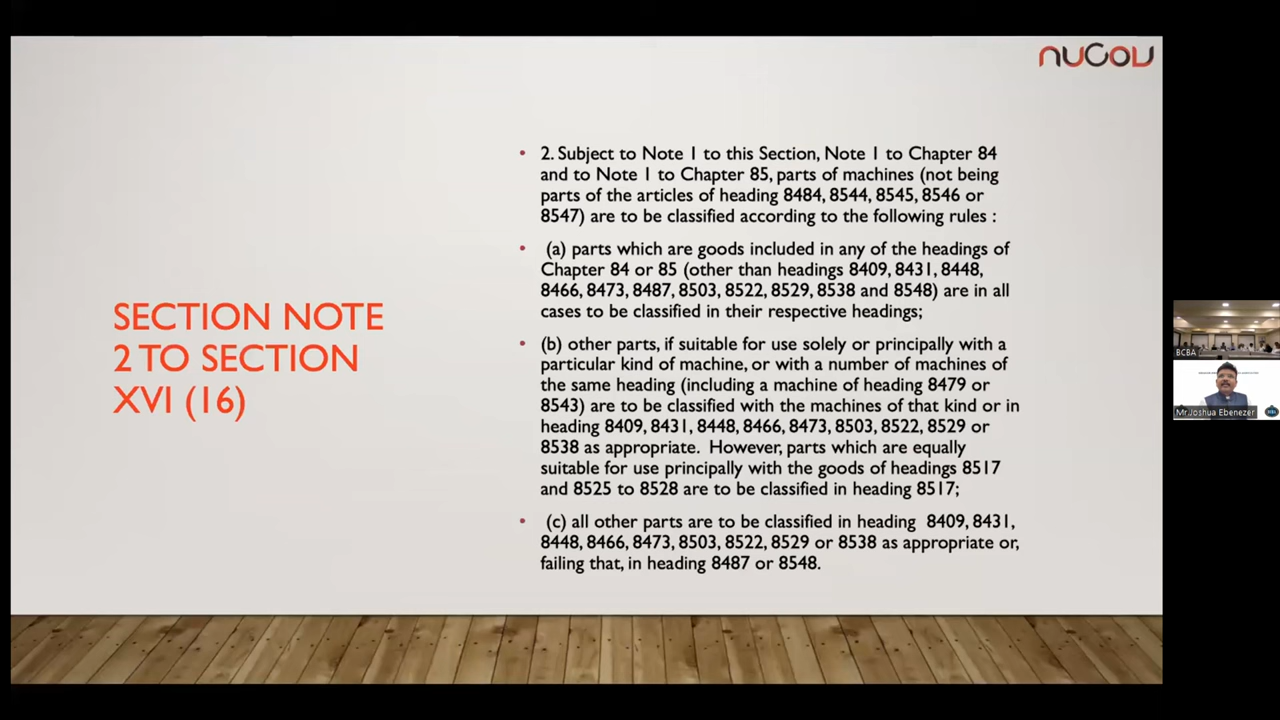 nuGov
SECTION NOTE
2 TO SECTION
XVI (16)
• 2. Subject to Note 1 to this Section, Note 1 to Chapter 84
and to Note 1 to Chapter 85, parts of machines (not being
parts of the articles of heading 8484, 8544, 8545, 8546 or
8547) are to be classified according to the following rules :
• (a) parts which are goods included in any of the headings of
Chapter 84 or 85 (other than headings 8409, 8431, 8448,
8466, 8473, 8487, 8503, 8522, 8529, 8538 and 8548) are in all
cases to be classified in their respective headings;
• (b) other parts, if suitable for use solely or principally with a
particular kind of machine, or with a number of machines of
the same heading (including a machine of heading 8479 or
8543) are to be classified with the machines of that kind or in
heading 8409, 8431, 8448, 8466, 8473, 8503, 8522, 8529 or
8538 as appropriate. However, parts which are equally
suitable for use principally with the goods of headings 8517
and 8525 to 8528 are to be classified in heading 8517;
• (c) all other parts are to be classified in heading 8409, 8431,
8448, 8466, 8473, 8503, 8522, 8529 or 8538 as appropriate or,
failing that, in heading 8487 or 8548.
BCBA
Mr.Joshua Ebenezer